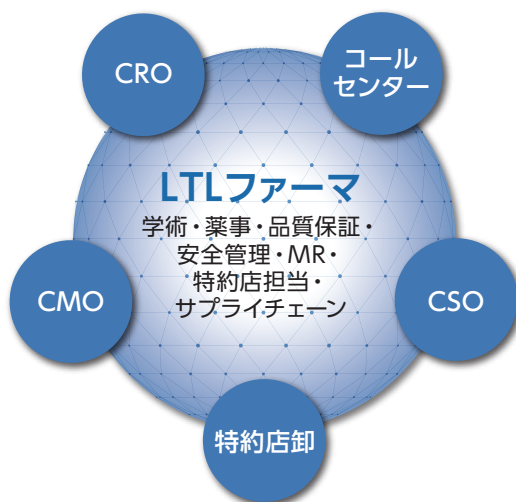 CRO
コール
センター
LTLファーマ
学術・薬事・品質保証・
安全管理・MR・
特約店担当・
サプライチェーン
CMO
CSO
特約店卸